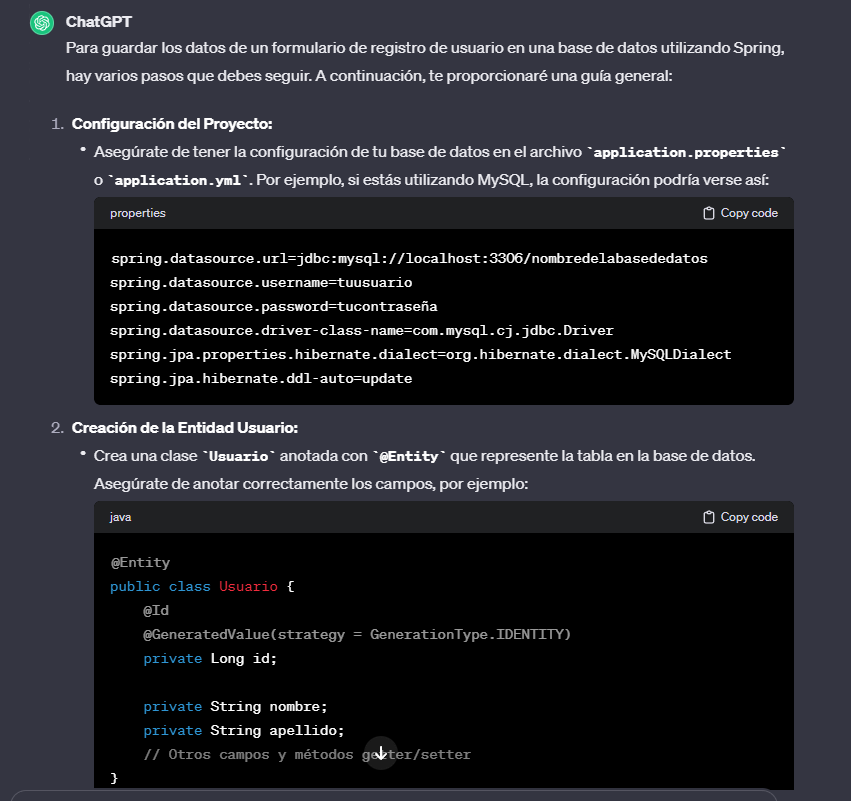 ChatGPT
Para guardar los datos de un formulario de registro de usuario en una base de datos utilizando Spring,
hay varios pasos que debes seguir. A continuación, te proporcionaré una guía general:
1. Configuración del Proyecto:
• Asegúrate de tener la configuración de tu base de datos en el archivo `application.properties`
o `application.yml`. Por ejemplo, si estás utilizando MySQL, la configuración podría verse así:
properties Copy code
spring.datasource.url=jdbc:mysql://localhost:3306/nombredelabasededatos
spring.datasource.username=tuusuario
spring.datasource.password=tucontraseña
spring.datasource.driver-class-name=com.mysql.cj.jdbc.Driver
spring.jpa.properties.hibernate.dialect=org.hibernate.dialect.MySQLDialect
spring.jpa.hibernate.ddl-auto=update
2. Creación de la Entidad Usuario:
• Crea una clase `Usuario` anotada con `@Entity` que represente la tabla en la base de datos.
Asegúrate de anotar correctamente los campos, por ejemplo:
java Copy code
@Entity
public class Usuario {
@Id
@GeneratedValue(strategy = GenerationType.IDENTITY)
private Long id;
private String nombre;
private String apellido;
// Otros campos y métodos getter/setter
}